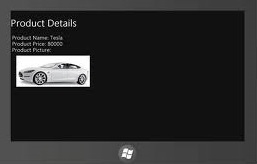 Product Details
Product Name: Tesla
Product Price: 80000
Product Picture: